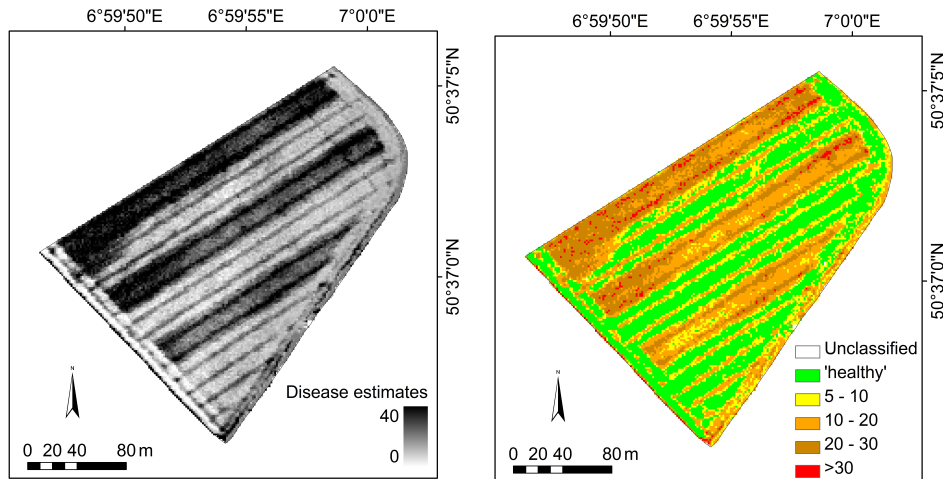 6°59'50"E 6°59'55"E 7°0'0"E
50°37'5"N
50°37'0"N
N
Disease estimates
40
0
0 20 40 80 m
6°59'50"E 6°59'55"E 7°0'0"E
50°37'5"N
50°37'0"N
N
Unclassified
'healthy'
5 - 10
10 - 20
20 - 30
>30
0 20 40 80 m